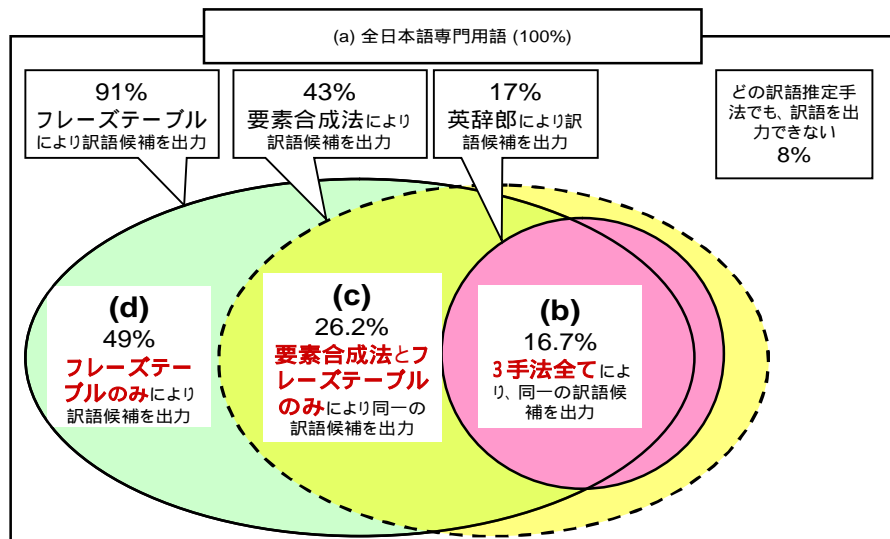 (a) 全日本語専門用語 (100%)
91%
フレーズテーブル
により訳語候補を出力
43%
要素合成法により
訳語候補を出力
17%
英辞郎により訳
語候補を出力
どの訳語推定手
法でも、訳語を出
力できない
8%
(d)
49%
フレーズテー
ブルのみにより
訳語候補を出力
(c)
26.2%
要素合成法とフ
レーズテーブル
のみにより同一の
訳語候補を出力
(b)
16.7%
3手法全てによ
り、同一の訳語候
補を出力